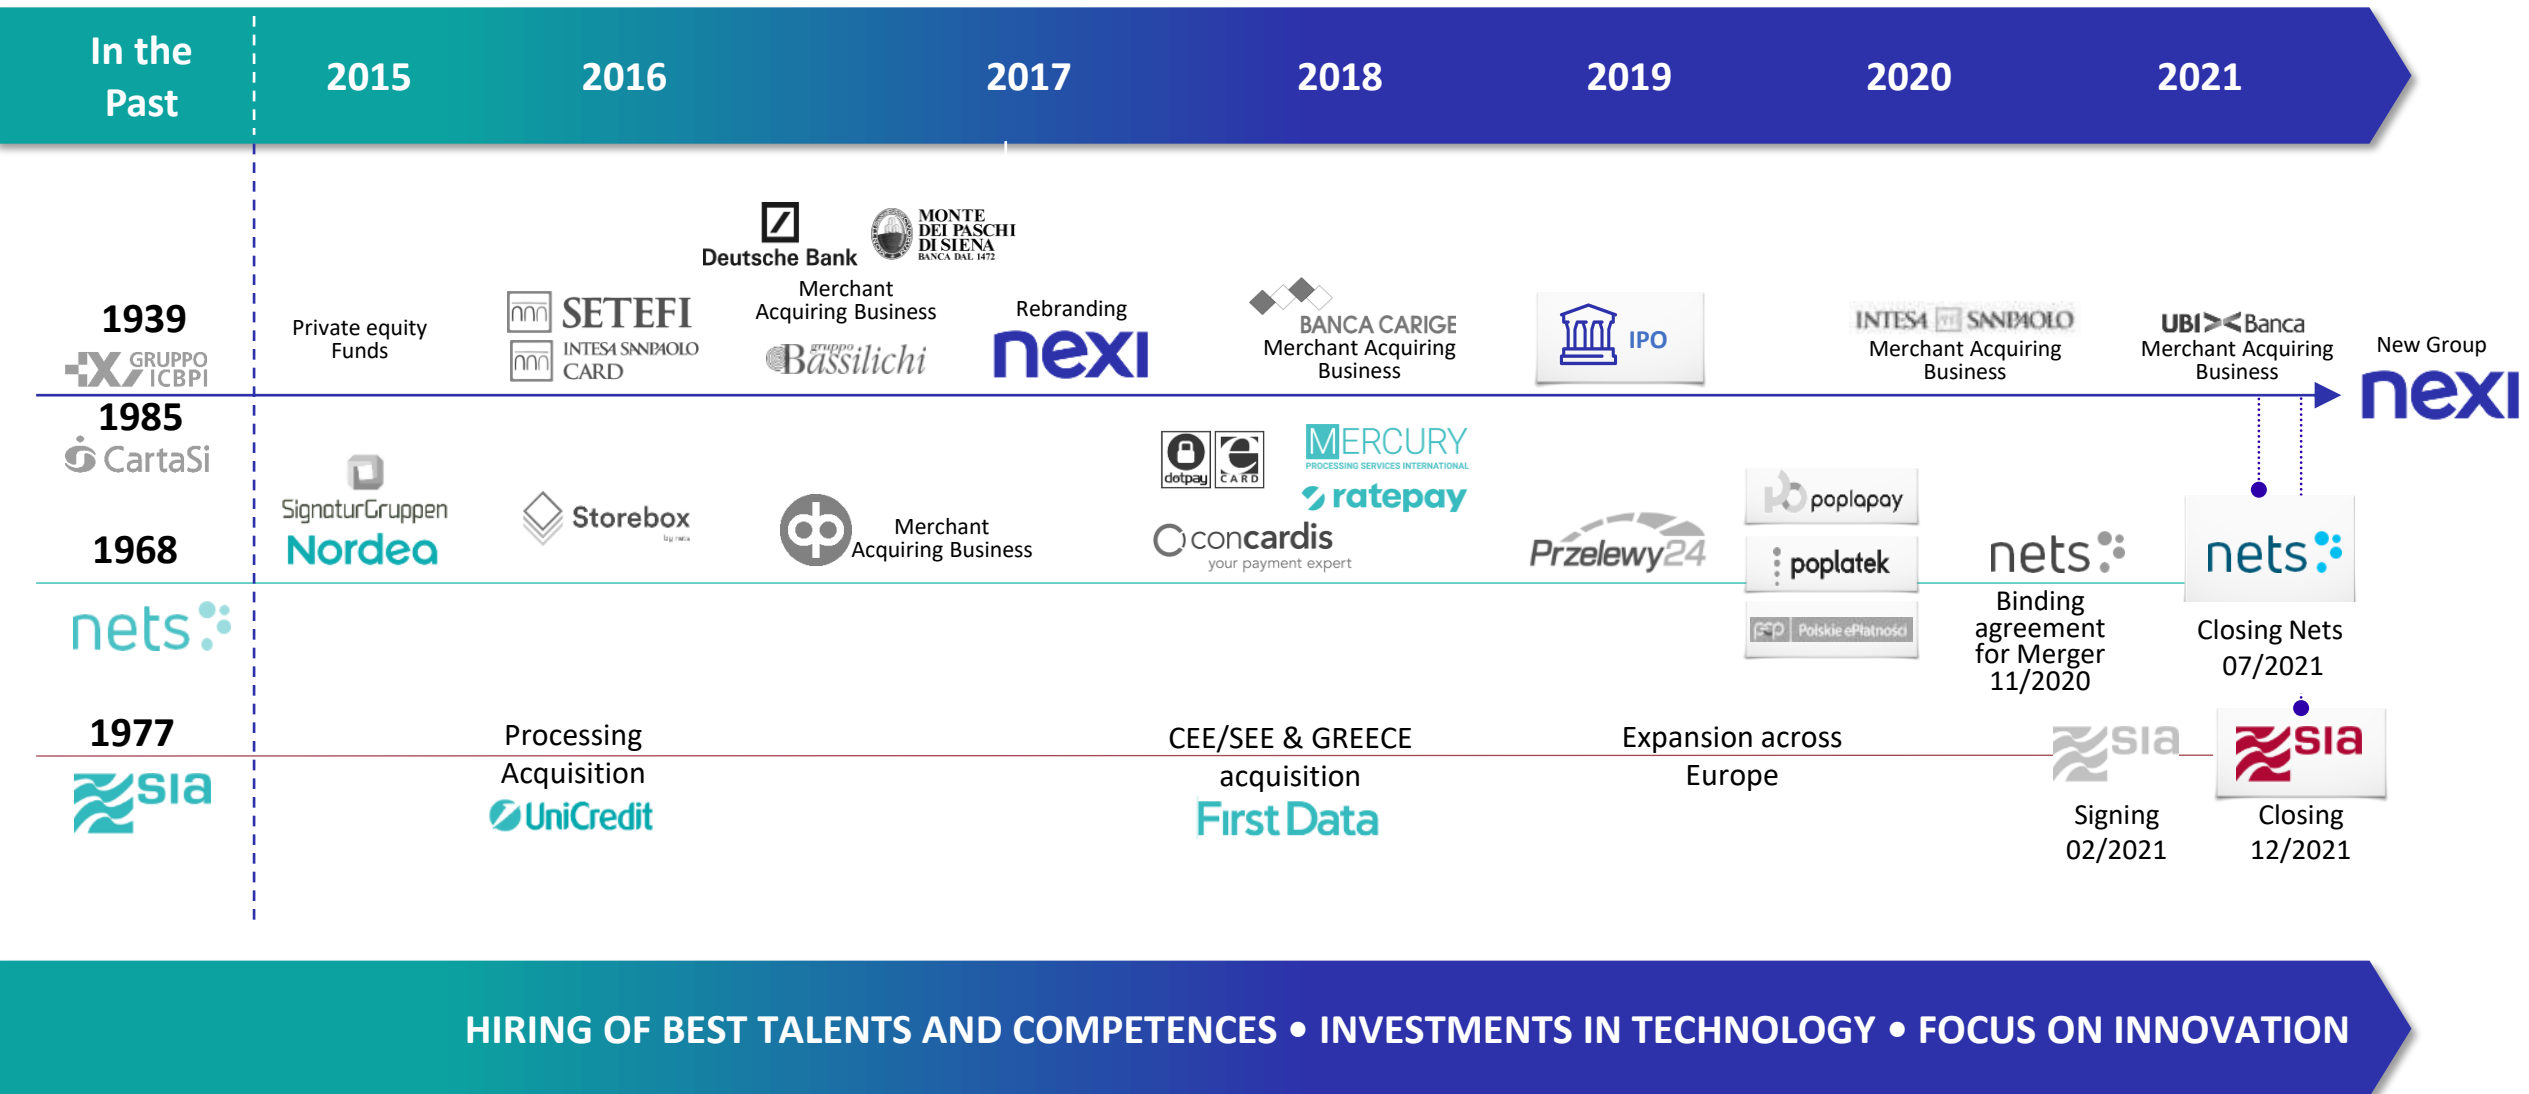 In the
Past
2015
2016
2017
2018
2019
2020
2021
1939
GRUPPO
ICBPI
Private equity
Funds
SETEFI
INTESA SANPAOLO
CARD
Deutsche Bank
MONTE
DEI PASCHI
DI SIENA
BANCA DAL 1472
Merchant
Acquiring Business
gruppo
Bassilichi
Rebranding
nexi
BANCA CARIGE
Merchant Acquiring
Business
IPO
INTESA SANPAOLO
Merchant Acquiring
Business
UBI Banca
Merchant Acquiring
Business
New Group
nexi
1985
CartaSi
1968
nets
SignaturGruppen
Nordea
Storebox
by nets
op
Merchant
Acquiring Business
dotpay
e
CARD
MERCURY
PROCESSING SERVICES INTERNATIONAL
ratepay
concardis
your payment expert
Przelewy24
poplapay
poplatek
pep Polskie ePłatności
nets
Binding
agreement
for Merger
11/2020
nets
Closing Nets
07/2021
1977
sia
Processing
Acquisition
UniCredit
CEE/SEE & GREECE
acquisition
First Data
Expansion across
Europe
sia
Signing
02/2021
sia
Closing
12/2021
HIRING OF BEST TALENTS AND COMPETENCES • INVESTMENTS IN TECHNOLOGY • FOCUS ON INNOVATION